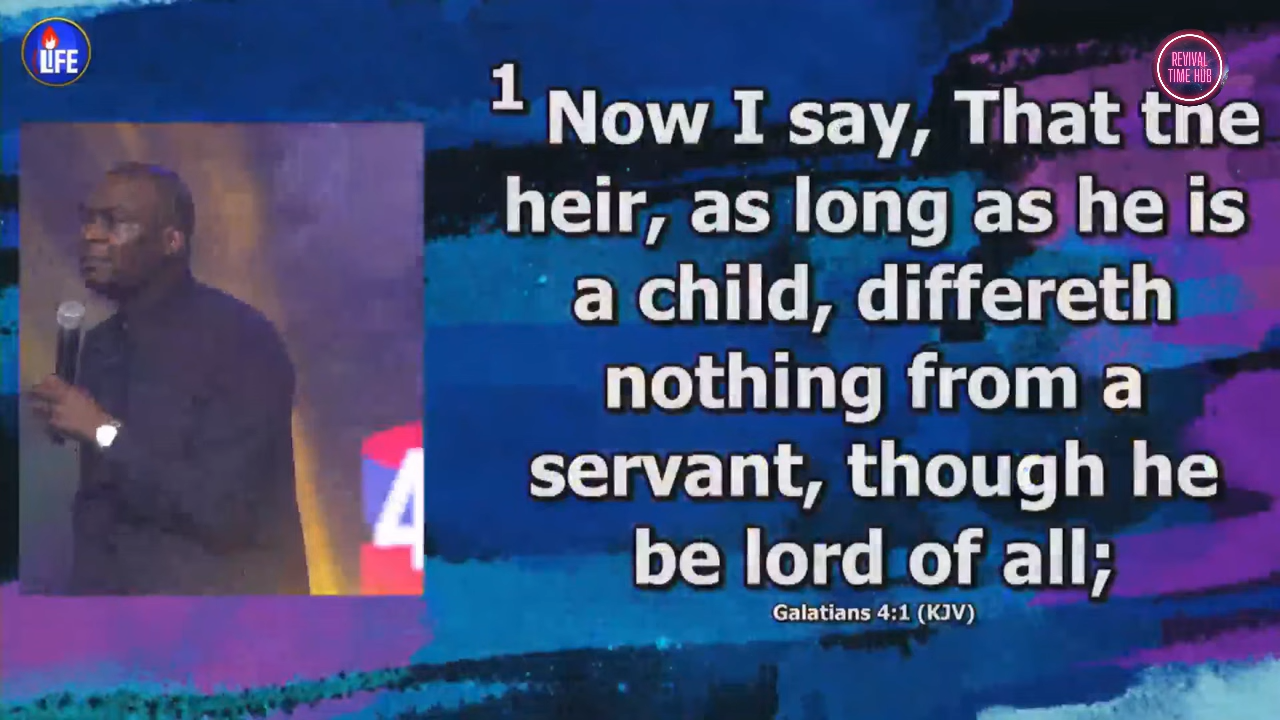 LIFE
REVIVAL
TIME HUB
1 Now I say, That the
heir, as long as he is
a child, differeth
nothing from a
servant, though he
be lord of all;
Galatians 4:1 (KJV)
4